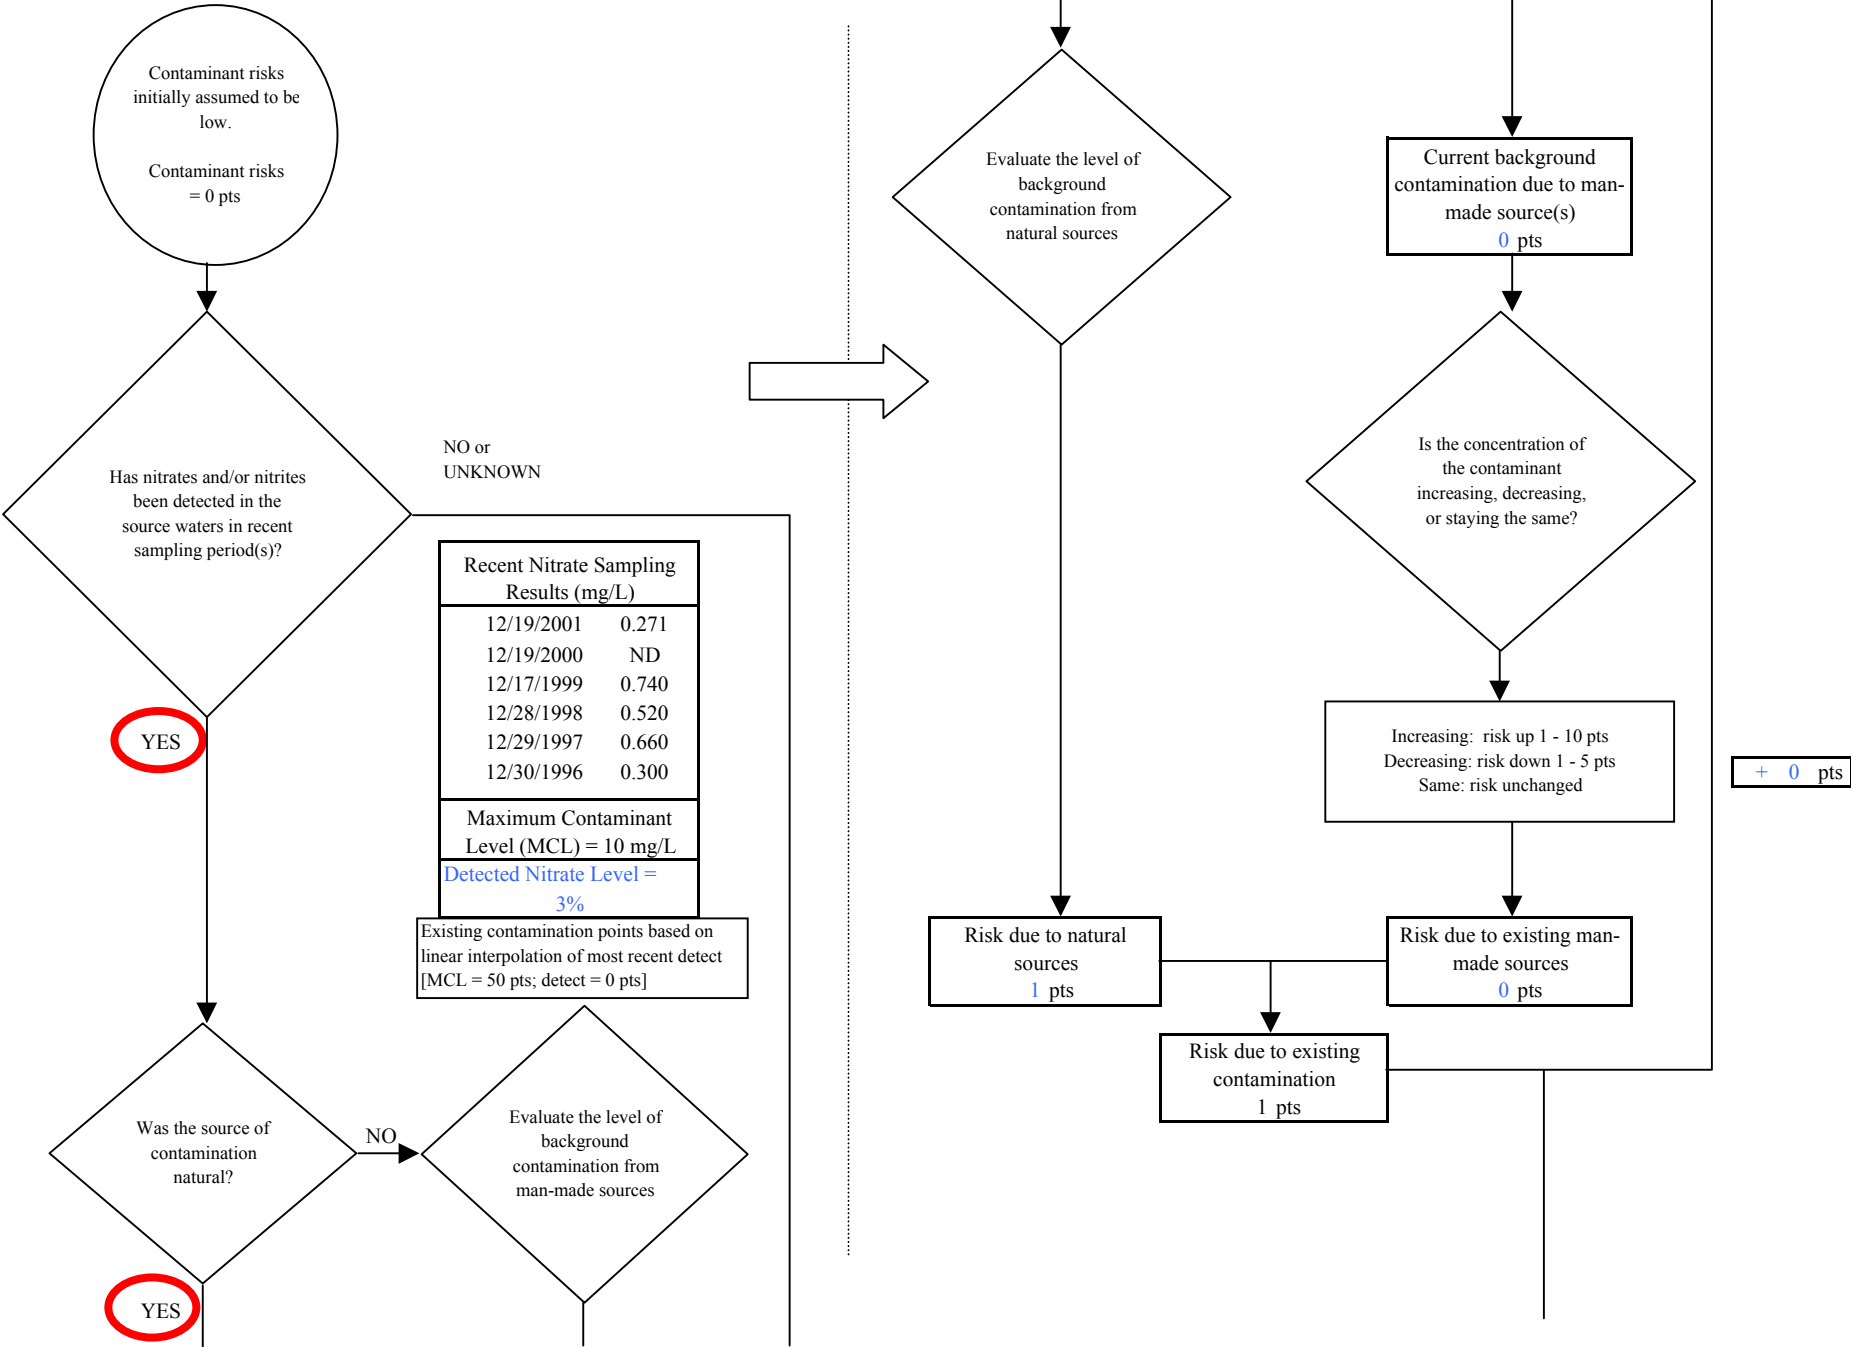 Contaminant risks
initially assumed to be
low.
Contaminant risks
= 0 pts
Has nitrates and/or nitrites
been detected in the
source waters in recent
sampling period(s)?
NO or
UNKNOWN
YES
Recent Nitrate Sampling
Results (mg/L)
12/19/2001 0.271
12/19/2000 ND
12/17/1999 0.740
12/28/1998 0.520
12/29/1997 0.660
12/30/1996 0.300
Maximum Contaminant
Level (MCL) = 10 mg/L
Detected Nitrate Level =
3%
Existing contamination points based on
linear interpolation of most recent detect
[MCL = 50 pts; detect = 0 pts]
Was the source of
contamination
natural?
NO
YES
Evaluate the level of
background
contamination from
man-made sources
Evaluate the level of
background
contamination from
natural sources
Current background
contamination due to man-
made source(s)
0 pts
Is the concentration of
the contaminant
increasing, decreasing,
or staying the same?
Increasing: risk up 1 - 10 pts
Decreasing: risk down 1 - 5 pts
Same: risk unchanged
+ 0 pts
Risk due to natural
sources
1 pts
Risk due to existing man-
made sources
0 pts
Risk due to existing
contamination
1 pts